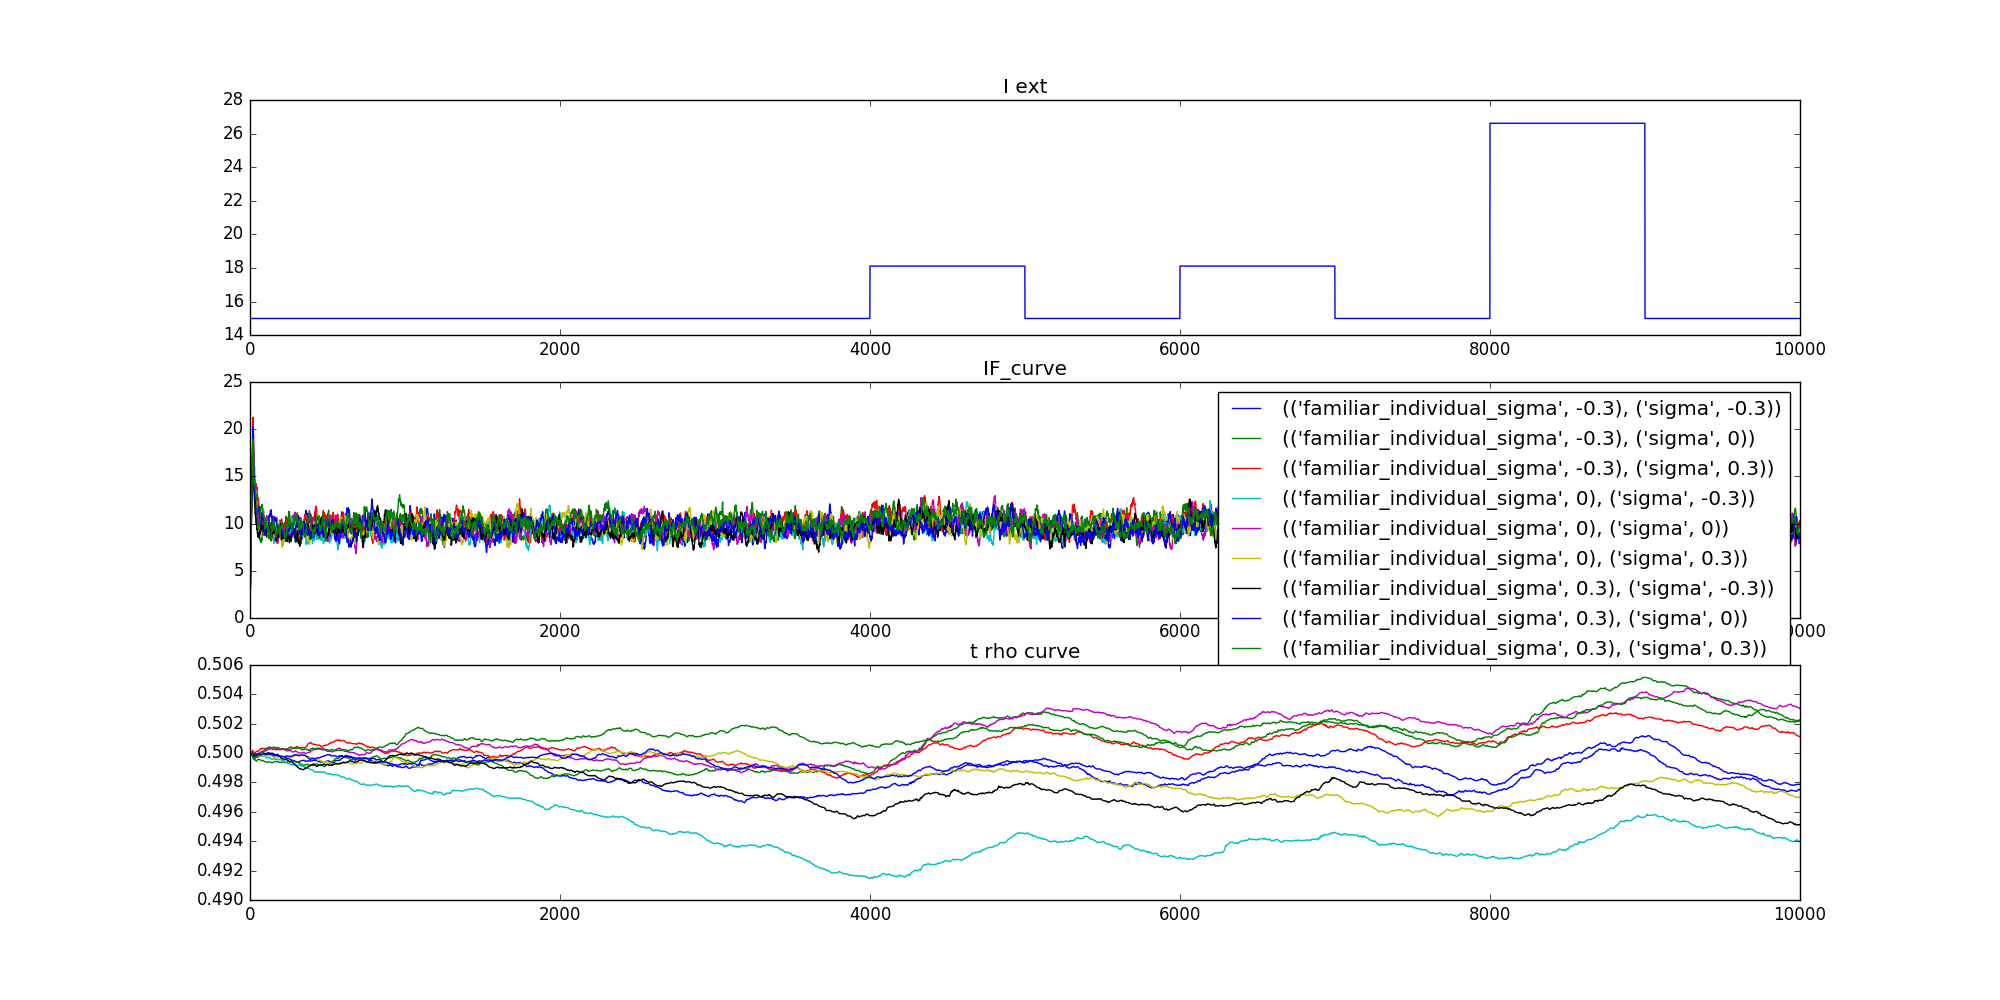 I ext
28
26
24
22
20
18
16
14
0 2000 4000 6000 8000 10000
IF_curve
25
20
15
10
5
0
(('familiar_individual_sigma', -0.3), ('sigma', -0.3))
(('familiar_individual_sigma', -0.3), ('sigma', 0))
(('familiar_individual_sigma', -0.3), ('sigma', 0.3))
(('familiar_individual_sigma', 0), ('sigma', -0.3))
(('familiar_individual_sigma', 0), ('sigma', 0))
(('familiar_individual_sigma', 0), ('sigma', 0.3))
(('familiar_individual_sigma', 0.3), ('sigma', -0.3))
(('familiar_individual_sigma', 0.3), ('sigma', 0))
(('familiar_individual_sigma', 0.3), ('sigma', 0.3))
0 2000 4000 6000 0000
t rho curve
0.506
0.504
0.502
0.500
0.498
0.496
0.494
0.492
0.490
0 2000 4000 6000 8000 10000